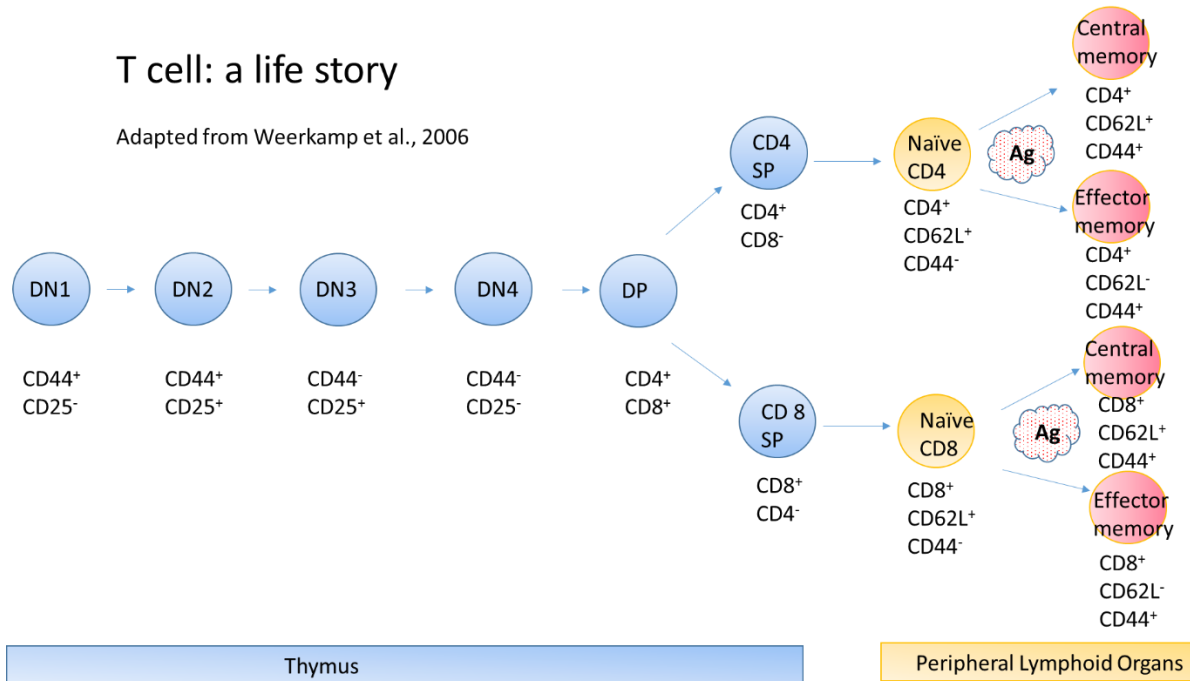 T cell: a life story
Adapted from Weerkamp et al., 2006
DN1
CD44⁺
CD25⁻
DN2
CD44⁺
CD25⁺
DN3
CD44⁻
CD25⁺
DN4
CD44⁻
CD25⁻
DP
CD4⁺
CD8⁺
CD4
SP
CD4⁺
CD8⁻
Naïve
CD4
CD4⁺
CD62L⁺
CD44⁻
Ag
Central
memory
CD4⁺
CD62L⁺
CD44⁺
Effector
memory
CD4⁺
CD62L⁻
CD44⁺
CD 8
SP
CD8⁺
CD4⁻
Naïve
CD8
CD8⁺
CD62L⁺
CD44⁻
Ag
Central
memory
CD8⁺
CD62L⁺
CD44⁺
Effector
memory
CD8⁺
CD62L⁻
CD44⁺
Thymus
Peripheral Lymphoid Organs